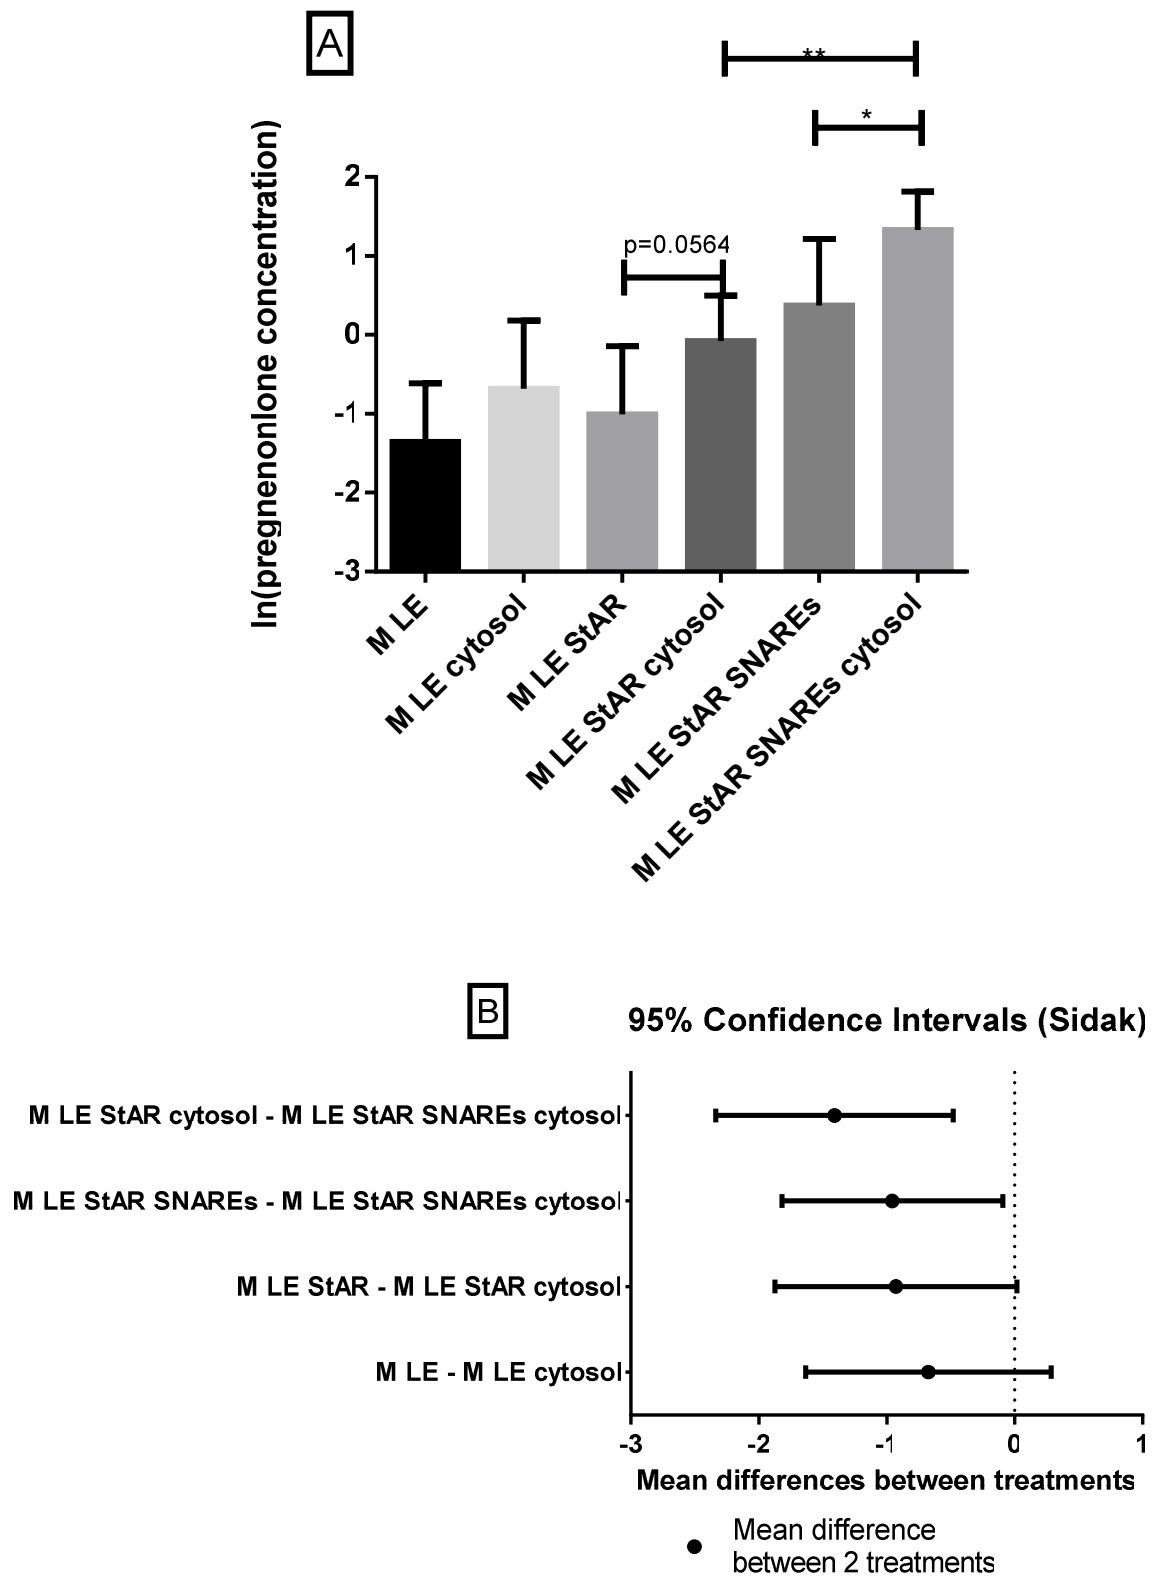 A
**
*
ln(pregnenonlone concentration)
2
p=0.0564
1
0
-1
-2
-3
M LE
M LE cytosol
M LE StAR
M LE StAR cytosol
M LE StAR SNAREs
M LE StAR SNAREs cytosol
B
95% Confidence Intervals (Sidak)
M LE StAR cytosol - M LE StAR SNAREs cytosol
M LE StAR SNAREs - M LE StAR SNAREs cytosol
M LE StAR - M LE StAR cytosol
M LE - M LE cytosol
-3 -2 -1 0 1
Mean differences between treatments
Mean difference
between 2 treatments